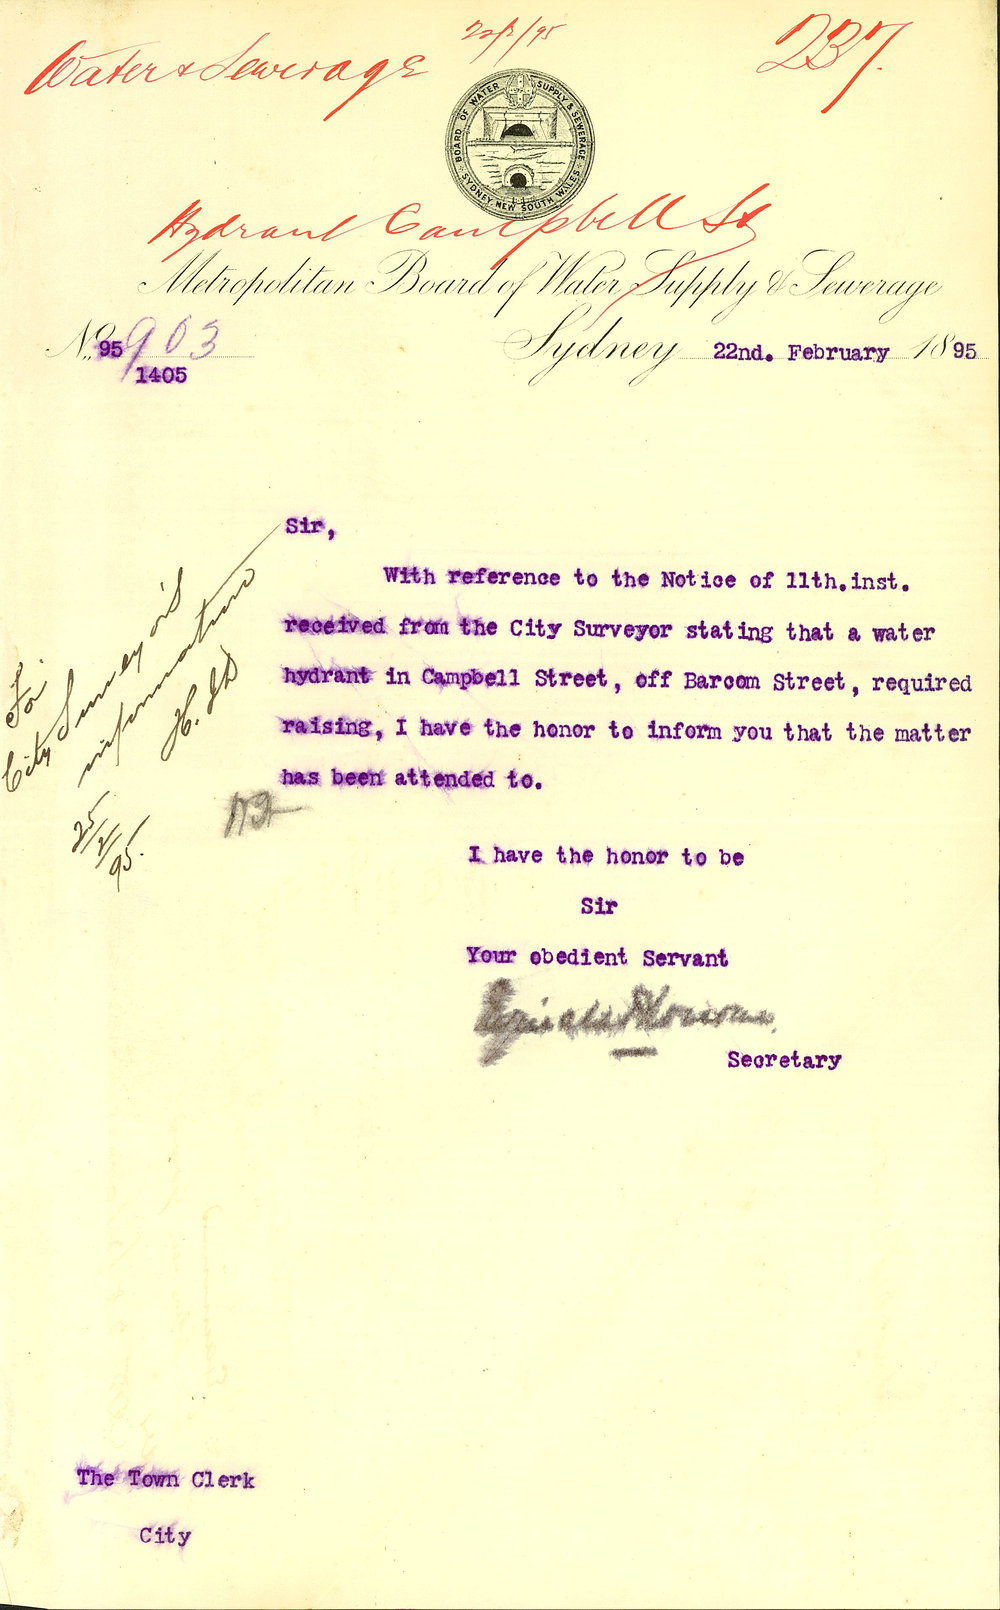 Water & Sewerage
237.
BOARD OF WATER SUPPLY & SEWERAGE
SYDNEY NEW SOUTH WALES
Hydrant Campbell St
Metropolitan Board of Water Supply & Sewerage
No. 95 903
1405
Sydney 22nd. February 1895
Sir,
With reference to the Notice of 11th.inst.
received from the City Surveyor stating that a water
hydrant in Campbell Street, off Barcom Street, required
raising, I have the honor to inform you that the matter
has been attended to.
For
City Surveyor's
information
25/2/95.
I have the honor to be
Sir
Your obedient Servant
Secretary
The Town Clerk
City